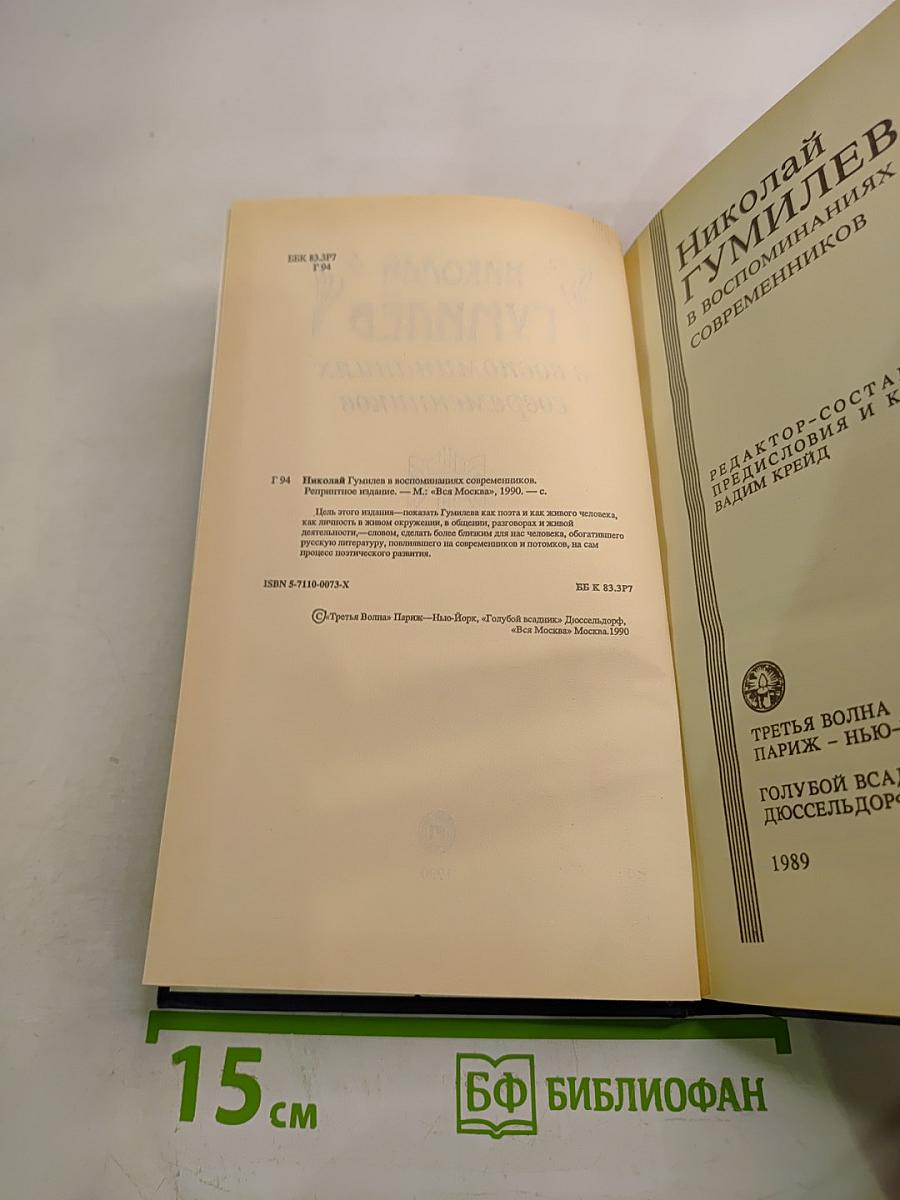 ББК 83.3Р7
Г 94
Г 94 Николай Гумилев в воспоминаниях современников.
Репринтное издание. — М.: «Вся Москва», 1990. — с.
Цель этого издания—показать Гумилева как поэта и как живого человека,
как личность в живом окружении, в общении, разговорах и живой
деятельности,—словом, сделать более близким для нас человека, обогатившего
русскую литературу, повлиявшего на современников и потомков, на сам
процесс поэтического развития.
ISBN 5-7110-0073-X ББ К 83.3Р7
©«Третья Волна» Париж—Нью-Йорк, «Голубой всадник» Дюссельдорф,
«Вся Москва» Москва.1990
Николай
ГУМИЛЕВ
В ВОСПОМИНАНИЯХ
СОВРЕМЕННИКОВ
РЕДАКТОР-СОСТА
ПРЕДИСЛОВИЯ И К
ВАДИМ КРЕЙД
ТРЕТЬЯ ВОЛНА
ПАРИЖ – НЬЮ-
ГОЛУБОЙ ВСАД
ДЮССЕЛЬДОРФ
1989
15 см
БФ БИБЛИОФАН